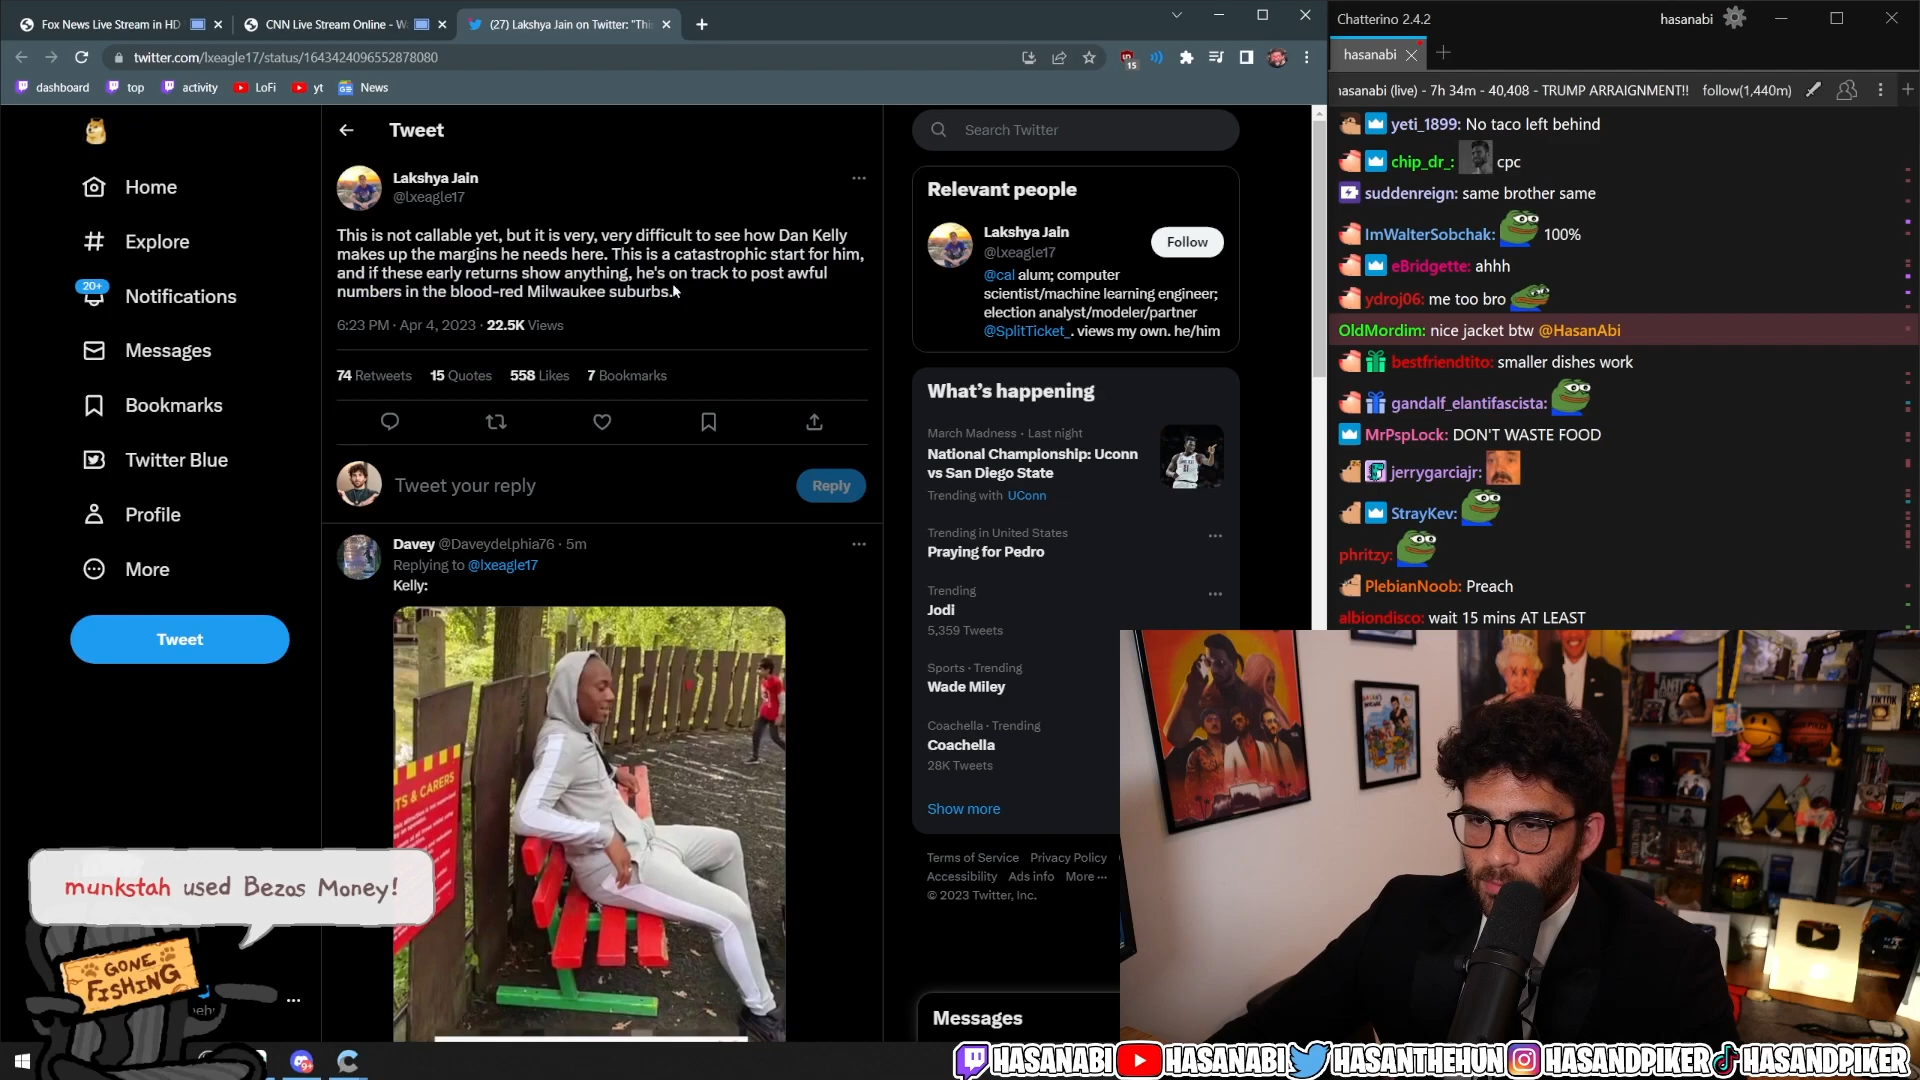 Fox News Live Stream in HD
CNN Live Stream Online - Wa
(27) Lakshya Jain on Twitter: "This
twitter.com/lxeagle17/status/1643424096552878080
15
dashboard
top
activity
LoFi
yt
News
Home
Explore
20+
Notifications
Messages
Bookmarks
Twitter Blue
Profile
More
Tweet
Tweet
Lakshya Jain
@lxeagle17
This is not callable yet, but it is very, very difficult to see how Dan Kelly
makes up the margins he needs here. This is a catastrophic start for him,
and if these early returns show anything, he's on track to post awful
numbers in the blood-red Milwaukee suburbs.
6:23 PM · Apr 4, 2023 · 22.5K Views
74 Retweets 15 Quotes 558 Likes 7 Bookmarks
Tweet your reply
Reply
Davey @Daveydelphia76 · 5m
Replying to @lxeagle17
Kelly:
TS & CARERS
Search Twitter
Relevant people
Lakshya Jain
@lxeagle17
Follow
@cal alum; computer
scientist/machine learning engineer;
election analyst/modeler/partner
@SplitTicket_. views my own. he/him
What's happening
March Madness · Last night
National Championship: Uconn
vs San Diego State
Trending with UConn
Trending in United States
Praying for Pedro
Trending
Jodi
5,359 Tweets
Sports · Trending
Wade Miley
Coachella · Trending
Coachella
28K Tweets
Show more
Terms of Service Privacy Policy
Accessibility Ads info More ···
© 2023 Twitter, Inc.
Messages
Chatterino 2.4.2
hasanabi
hasanabi
hasanabi (live) - 7h 34m - 40,408 - TRUMP ARRAIGNMENT!! follow(1,440m)
yeti_1899: No taco left behind
chip_dr_: cpc
suddenreign: same brother same
ImWalterSobchak: 100%
eBridgette: ahhh
ydroj06: me too bro
OldMordim: nice jacket btw @HasanAbi
bestfriendtito: smaller dishes work
gandalf_elantifascista:
MrPspLock: DON'T WASTE FOOD
jerrygarciajr:
StrayKev:
phritzy:
PlebianNoob: Preach
albiondisco: wait 15 mins AT LEAST
TIKTOK
munkstah used Bezos Money!
GONE
FISHING
HASANABI HASANABI HASANTHEHUN HASANDPIKER HASANDPIKER